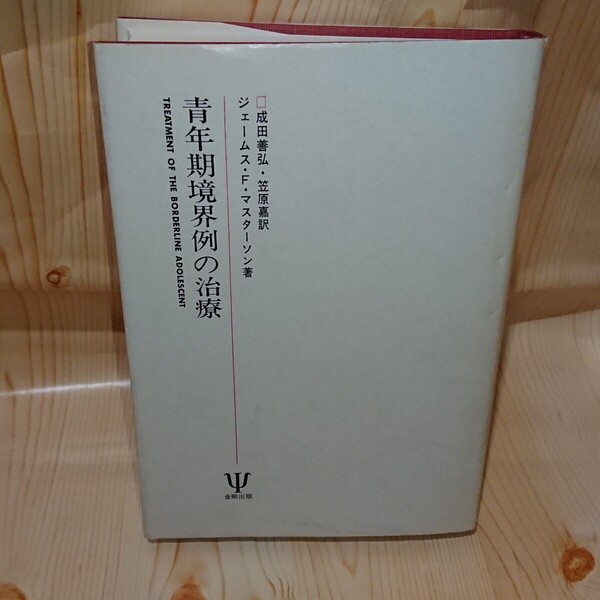 □成田善弘・笠原嘉訳
ジェームス・F・マスターソン著
青年期境界例の治療
TREATMENT OF THE BORDERLINE ADOLESCENT
Ψ
金剛出版